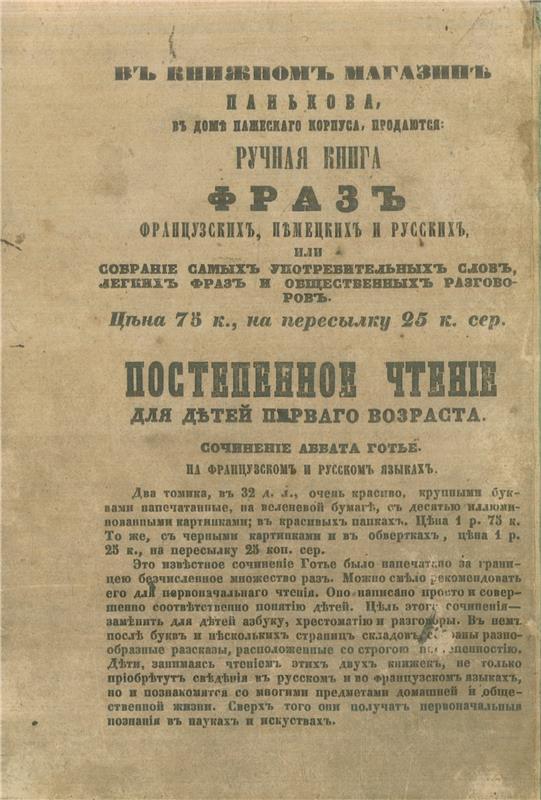 ВЪ КНИЖНОМЪ МАГАЗИНѢ
ПАНЬКОВА,
ВЪ ДОМѢ ПАЖЕСКАГО КОРПУСА, ПРОДАЮТСЯ:
РУЧНАЯ КНИГА
ФРАЗЪ
ФРАНЦУЗСКИХЪ, НѢМЕЦКИХЪ И РУССКИХЪ,
ИЛИ
СОБРАНІЕ САМЫХЪ УПОТРЕБИТЕЛЬНЫХЪ СЛОВЪ,
ЛЕГКИХЪ ФРАЗЪ И ОБЩЕСТВЕННЫХЪ РАЗГОВО-
РОВЪ.
Цѣна 75 к., на пересылку 25 к. сер.
ПОСТЕПЕННОЕ ЧТЕНІЕ
ДЛЯ ДѢТЕЙ ПЕРВАГО ВОЗРАСТА.
СОЧИНЕНІЕ АББАТА ГОТЬЕ.
НА ФРАНЦУЗСКОМЪ И РУССКОМЪ ЯЗЫКАХЪ.
Два томика, въ 32 д. л., очень красиво, крупными бук-
вами напечатанные, на веленевой бумагѣ, съ десятью иллюми-
нованными картинками; въ красивыхъ папкахъ. Цѣна 1 р. 75 к.
То же, съ черными картинками и въ оберткахъ, цѣна 1 р.
25 к., на пересылку 25 коп. сер.
Это извѣстное сочиненіе Готье было напечатано за грани-
цею безчисленное множество разъ. Можно смѣло рекомендовать
его для первоначальнаго чтенія. Оно написано просто и совер-
шенно соотвѣтственно понятію дѣтей. Цѣль этого сочиненія—
замѣнить для дѣтей азбуку, хрестоматію и разговоры. Въ немъ
послѣ буквъ и нѣсколькихъ страницъ складовъ, собраны разно-
образные разсказы, расположенные со строгою постепенностію.
Дѣти, занимаясь чтеніемъ этихъ двухъ книжекъ, не только
пріобрѣтутъ свѣдѣнія въ русскомъ и во французскомъ языкахъ,
но и познакомятся со многими предметами домашней и обще-
ственной жизни. Сверхъ того они получатъ первоначальныя
познанія въ наукахъ и искуствахъ.